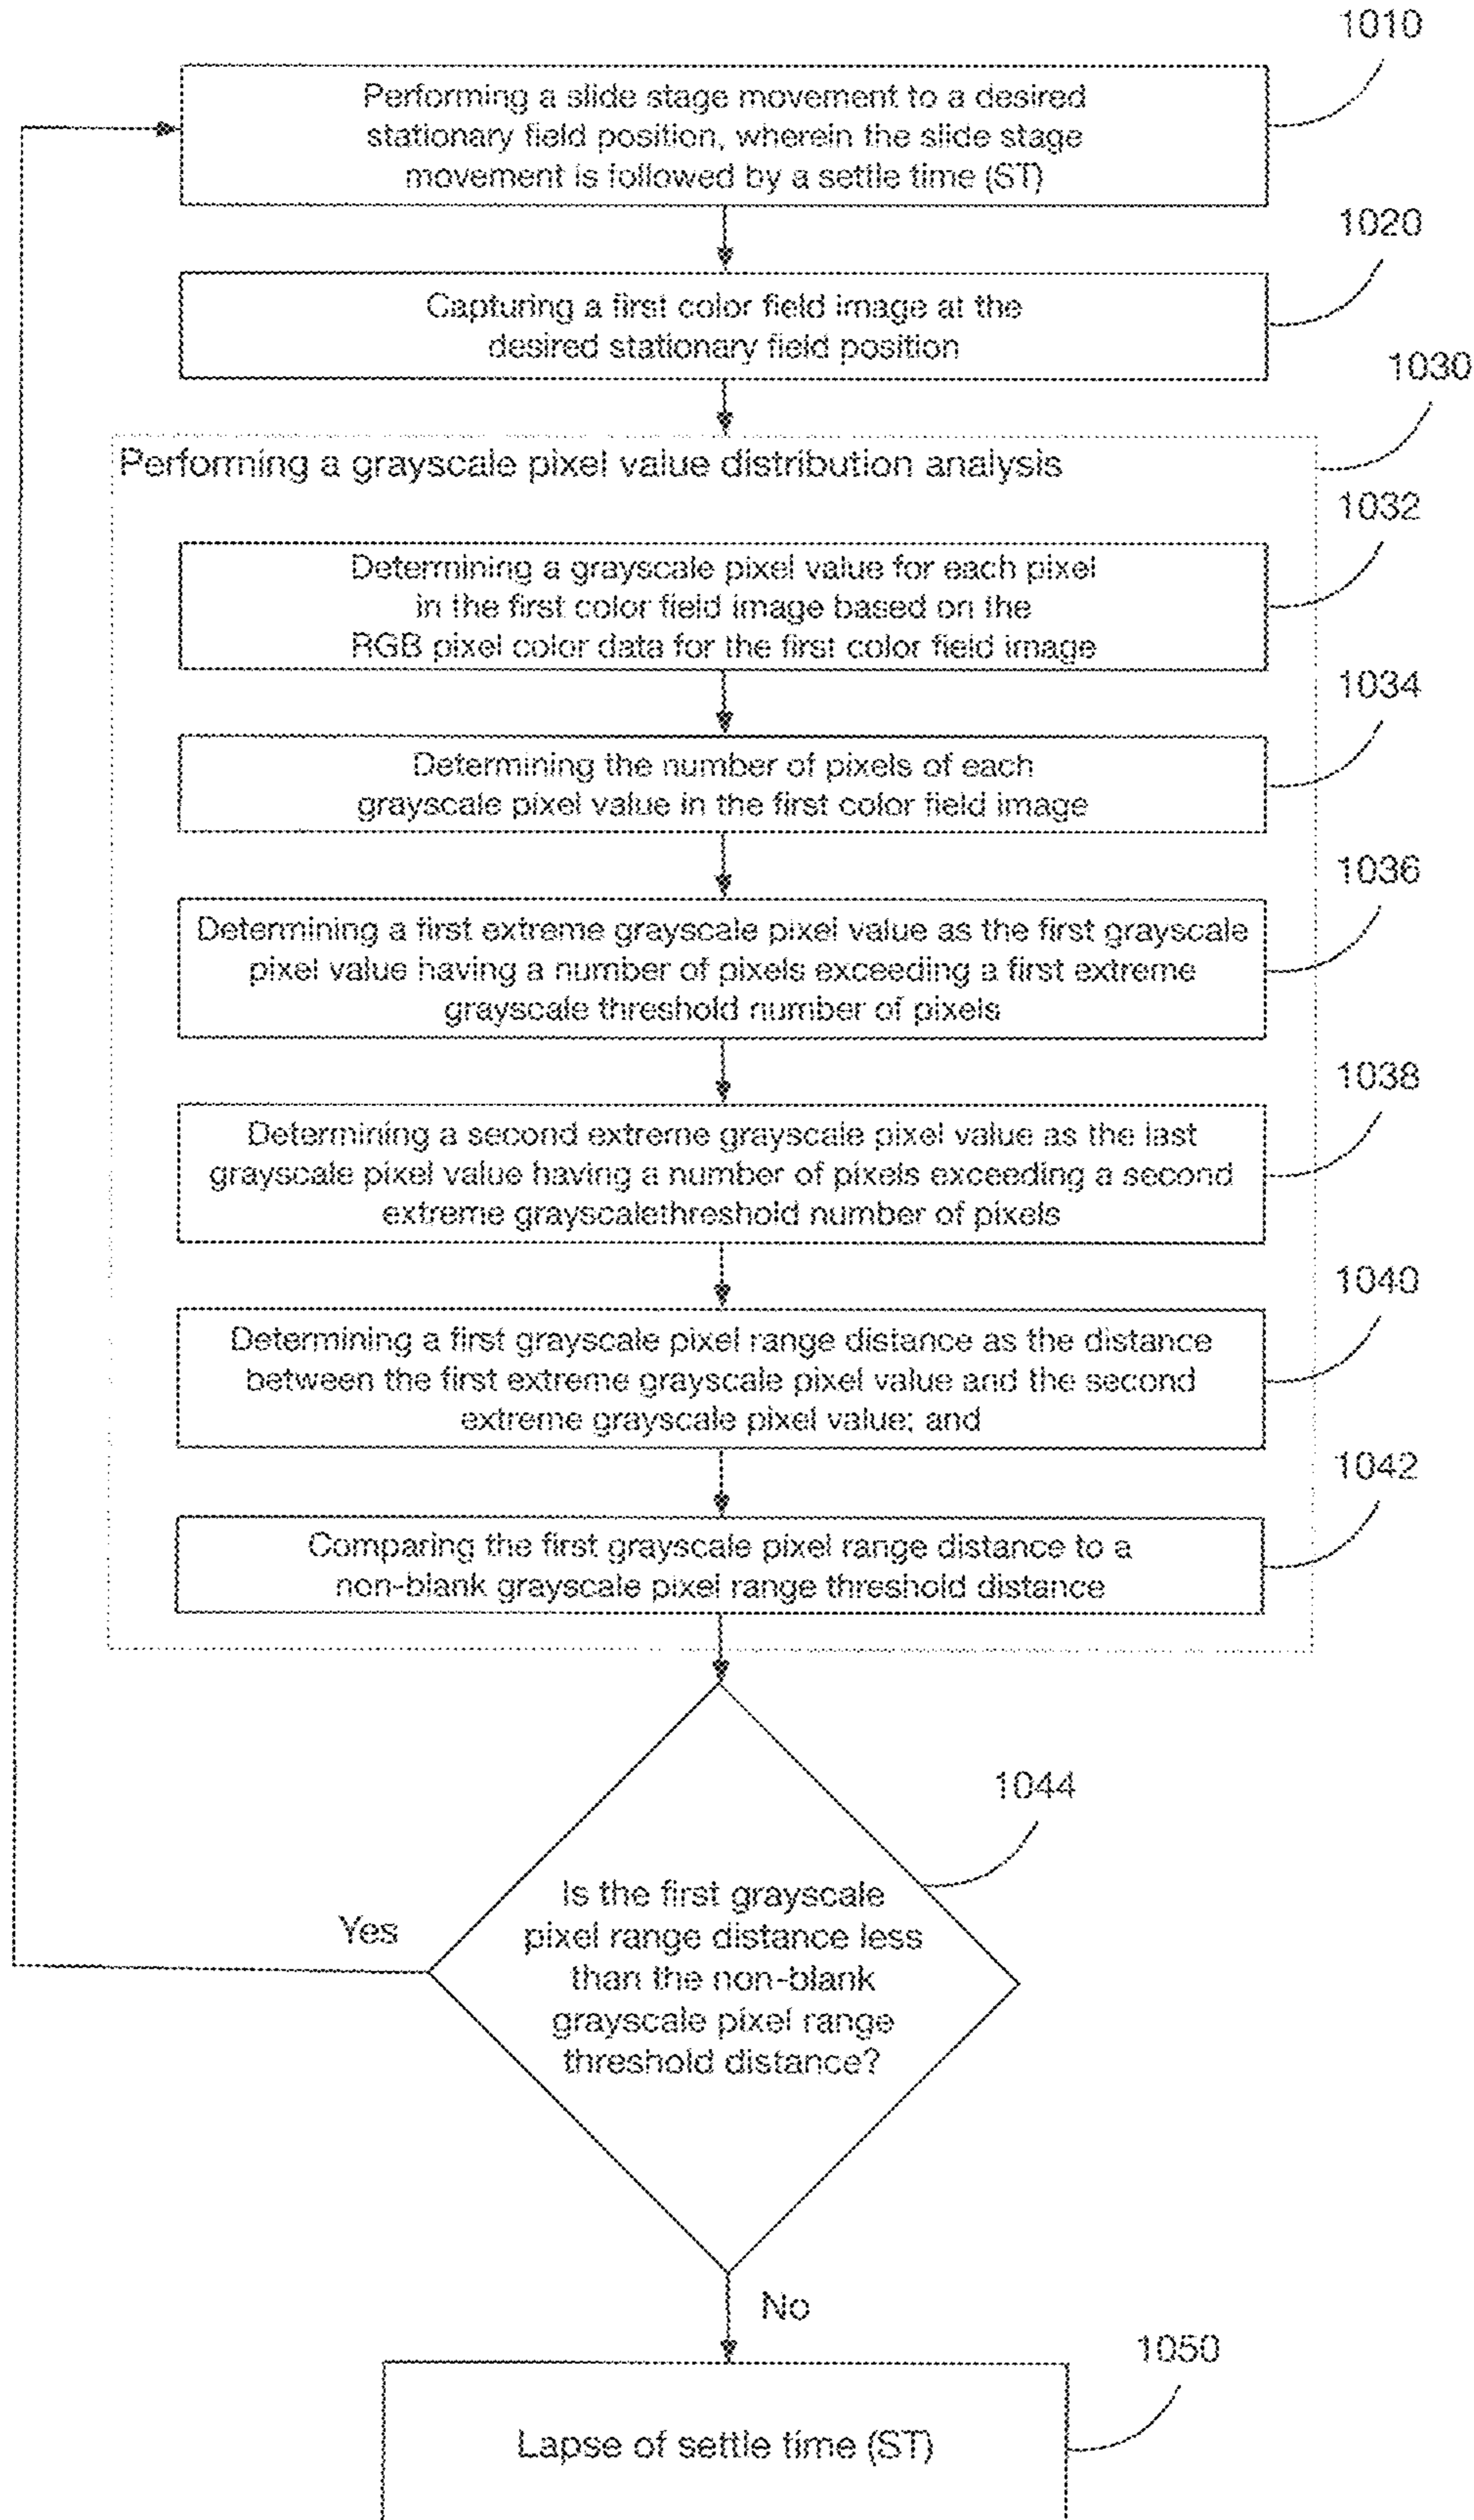 1010
Performing a slide stage movement to a desired
stationary field position, wherein the slide stage
movement is followed by a settle time (ST)
1020
Capturing a first color field image at the
desired stationary field position
1030
Performing a grayscale pixel value distribution analysis
1032
Determining a grayscale pixel value for each pixel
in the first color field image based on the
RGB pixel color data for the first color field image
1034
Determining the number of pixels of each
grayscale pixel value in the first color field image
1036
Determining a first extreme grayscale pixel value as the first grayscale
pixel value having a number of pixels exceeding a first extreme
grayscale threshold number of pixels
1038
Determining a second extreme grayscale pixel value as the last
grayscale pixel value having a number of pixels exceeding a second
extreme grayscalethreshold number of pixels
1040
Determining a first grayscale pixel range distance as the distance
between the first extreme grayscale pixel value and the second
extreme grayscale pixel value; and
1042
Comparing the first grayscale pixel range distance to a
non-blank grayscale pixel range threshold distance
1044
Is the first grayscale
pixel range distance less
than the non-blank
grayscale pixel range
threshold distance?
Yes
No
1050
Lapse of settle time (ST)